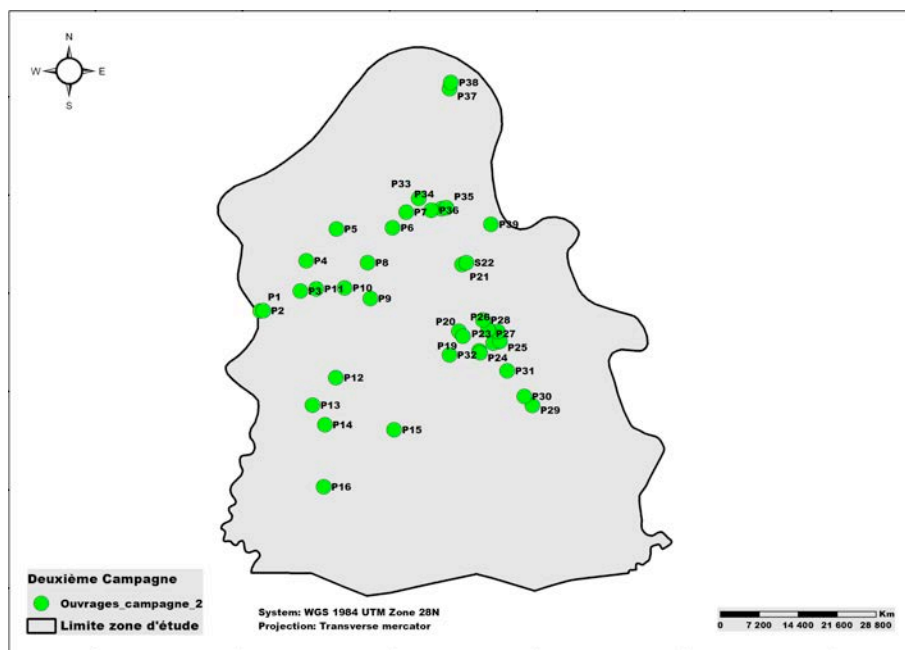 N
W E
S
P38
P37
P33
P34
P35
P7
P36
P39
P5
P6
P4
P8
S22
P21
P3
P11
P10
P9
P1
P2
P26
P28
P20
P23
P27
P19
P25
P32
P24
P31
P12
P30
P29
P13
P14
P15
P16
Deuxième Campagne
Ouvrages_campagne_2
Limite zone d'étude
System: WGS 1984 UTM Zone 28N
Projection: Transverse mercator
Km
0 7 200 14 400 21 600 28 800